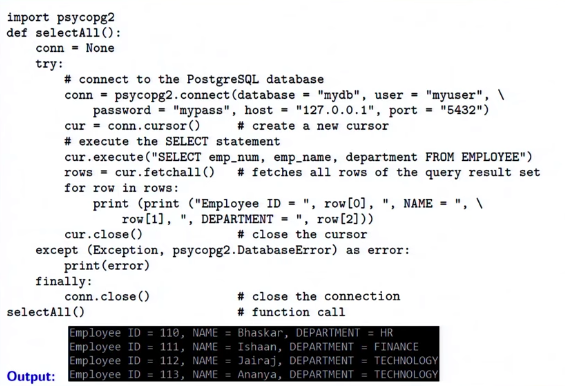 import psycopg2
def selectAll():
    conn = None
    try:
        # connect to the PostgreSQL database
        conn = psycopg2.connect(database = "mydb", user = "myuser", \
            password = "mypass", host = "127.0.0.1", port = "5432")
        cur = conn.cursor()     # create a new cursor
        # execute the SELECT statement
        cur.execute("SELECT emp_num, emp_name, department FROM EMPLOYEE")
        rows = cur.fetchall()   # fetches all rows of the query result set
        for row in rows:
            print (print ("Employee ID = ", row[0], ", NAME = ", \
                row[1], ", DEPARTMENT = ", row[2]))
        cur.close()             # close the cursor
    except (Exception, psycopg2.DatabaseError) as error:
        print(error)
    finally:
        conn.close()            # close the connection
selectAll()                     # function call
Output:
Employee ID = 110, NAME = Bhaskar, DEPARTMENT = HR
Employee ID = 111, NAME = Ishaan, DEPARTMENT = FINANCE
Employee ID = 112, NAME = Jairaj, DEPARTMENT = TECHNOLOGY
Employee ID = 113, NAME = Ananya, DEPARTMENT = TECHNOLOGY